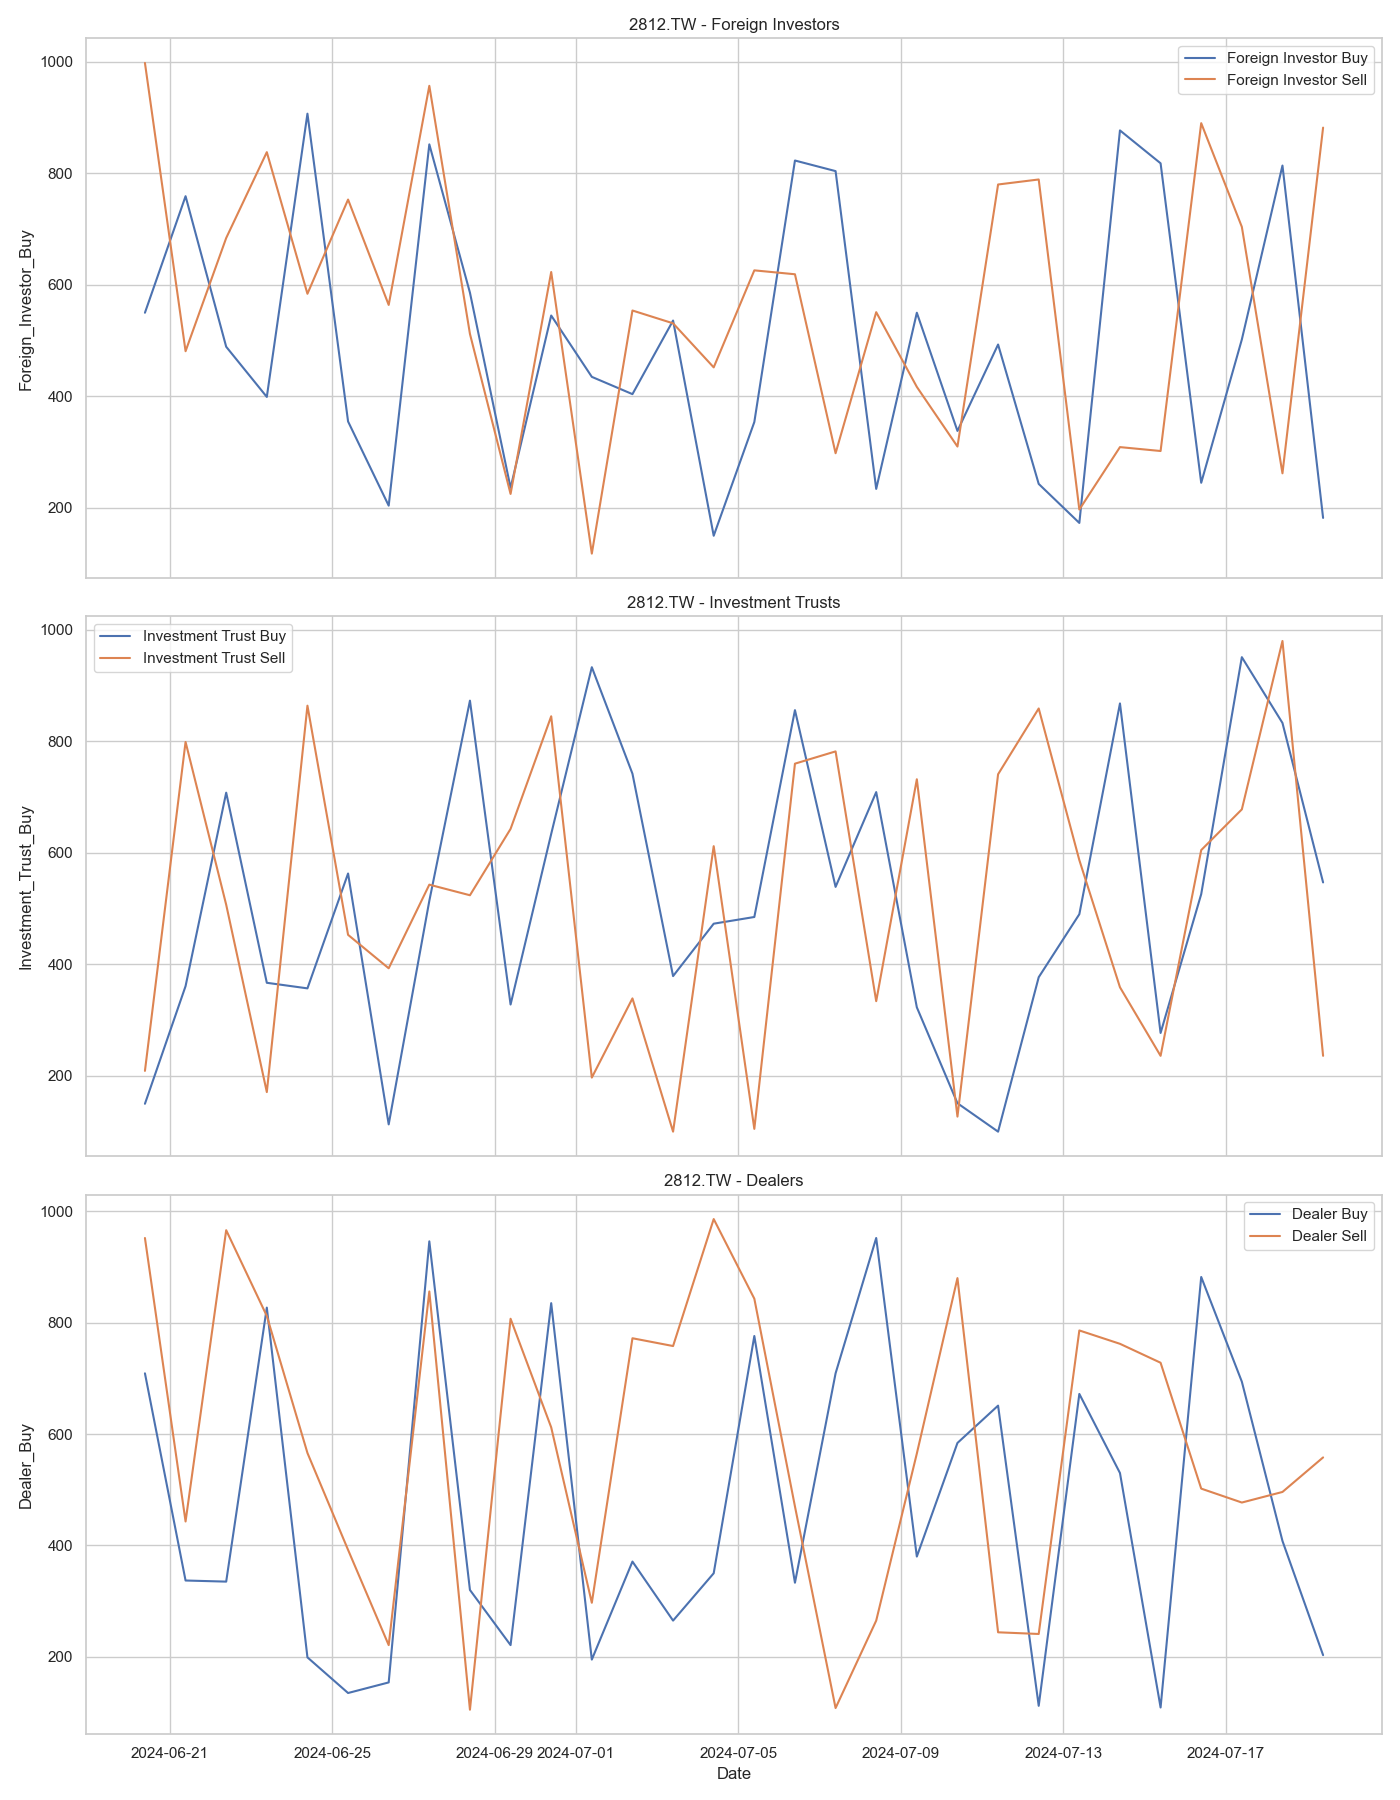 2812.TW - Foreign Investors
Foreign Investor Buy
Foreign Investor Sell
Foreign_Investor_Buy
1000
800
600
400
200
2812.TW - Investment Trusts
Investment Trust Buy
Investment Trust Sell
Investment_Trust_Buy
1000
800
600
400
200
2812.TW - Dealers
Dealer Buy
Dealer Sell
Dealer_Buy
1000
800
600
400
200
2024-06-21 2024-06-25 2024-06-29 2024-07-01 2024-07-05 2024-07-09 2024-07-13 2024-07-17
Date